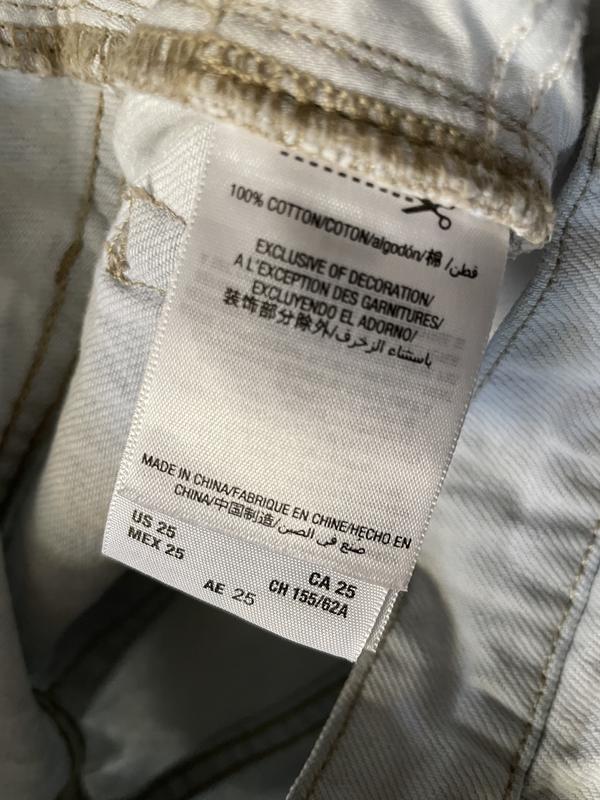 100% COTTON/COTON/algodón/棉/قطن
EXCLUSIVE OF DECORATION/
A L'EXCEPTION DES GARNITURES/
EXCLUYENDO EL ADORNO/
装饰部分除外/باستثناء الزخرف
MADE IN CHINA/FABRIQUE EN CHINE/HECHO EN
CHINA/中国制造/صنع في الصين
US 25
MEX 25
CA 25
AE 25
CH 155/62A